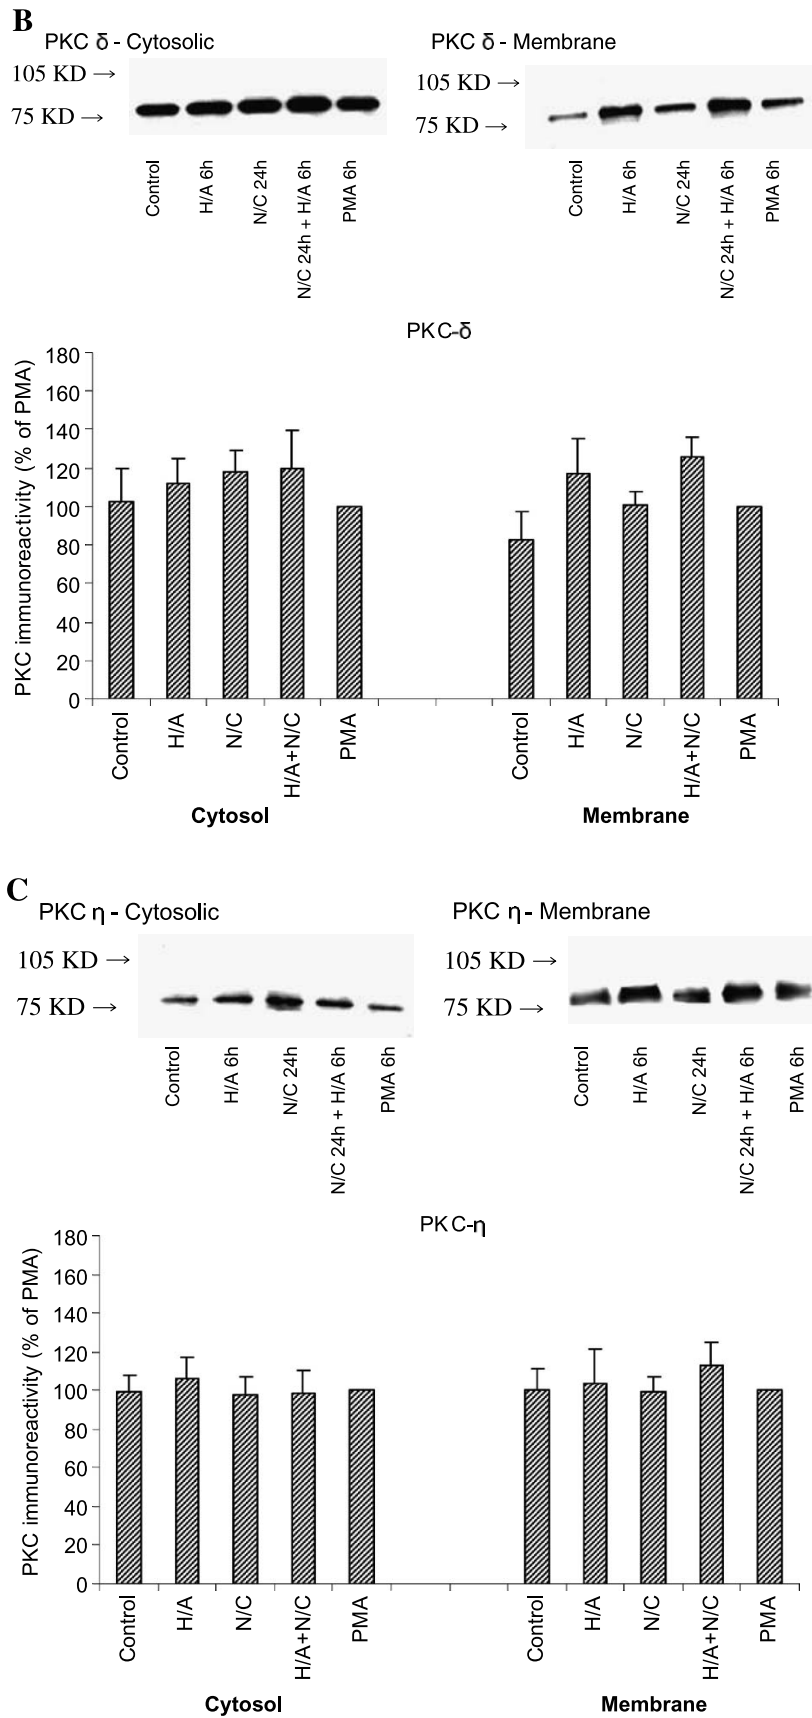 B
PKC δ - Cytosolic
PKC δ - Membrane
105 KD →
75 KD →
105 KD →
75 KD →
Control
H/A 6h
N/C 24h
N/C 24h + H/A 6h
PMA 6h
Control
H/A 6h
N/C 24h
N/C 24h + H/A 6h
PMA 6h
PKC-δ
PKC immunoreactivity (% of PMA)
180
160
140
120
100
80
60
40
20
0
Control
H/A
N/C
H/A+N/C
PMA
Control
H/A
N/C
H/A+N/C
PMA
Cytosol
Membrane
C
PKC η - Cytosolic
PKC η - Membrane
105 KD →
75 KD →
105 KD →
75 KD →
Control
H/A 6h
N/C 24h
N/C 24h + H/A 6h
PMA 6h
Control
H/A 6h
N/C 24h
N/C 24h + H/A 6h
PMA 6h
PKC-η
PKC immunoreactivity (% of PMA)
180
160
140
120
100
80
60
40
20
0
Control
H/A
N/C
H/A+N/C
PMA
Control
H/A
N/C
H/A+N/C
PMA
Cytosol
Membrane